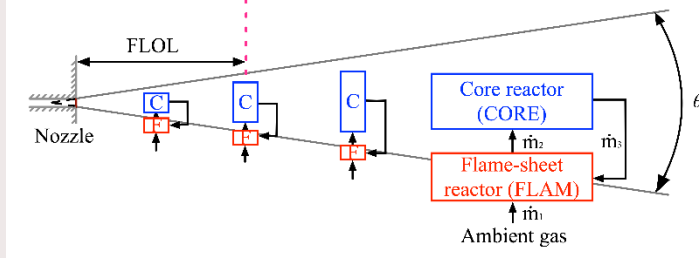 FLOL
Nozzle
C
F
C
F
C
F
Core reactor
(CORE)
ṁ₂
ṁ₃
Flame-sheet
reactor (FLAM)
ṁ₁
Ambient gas
θ